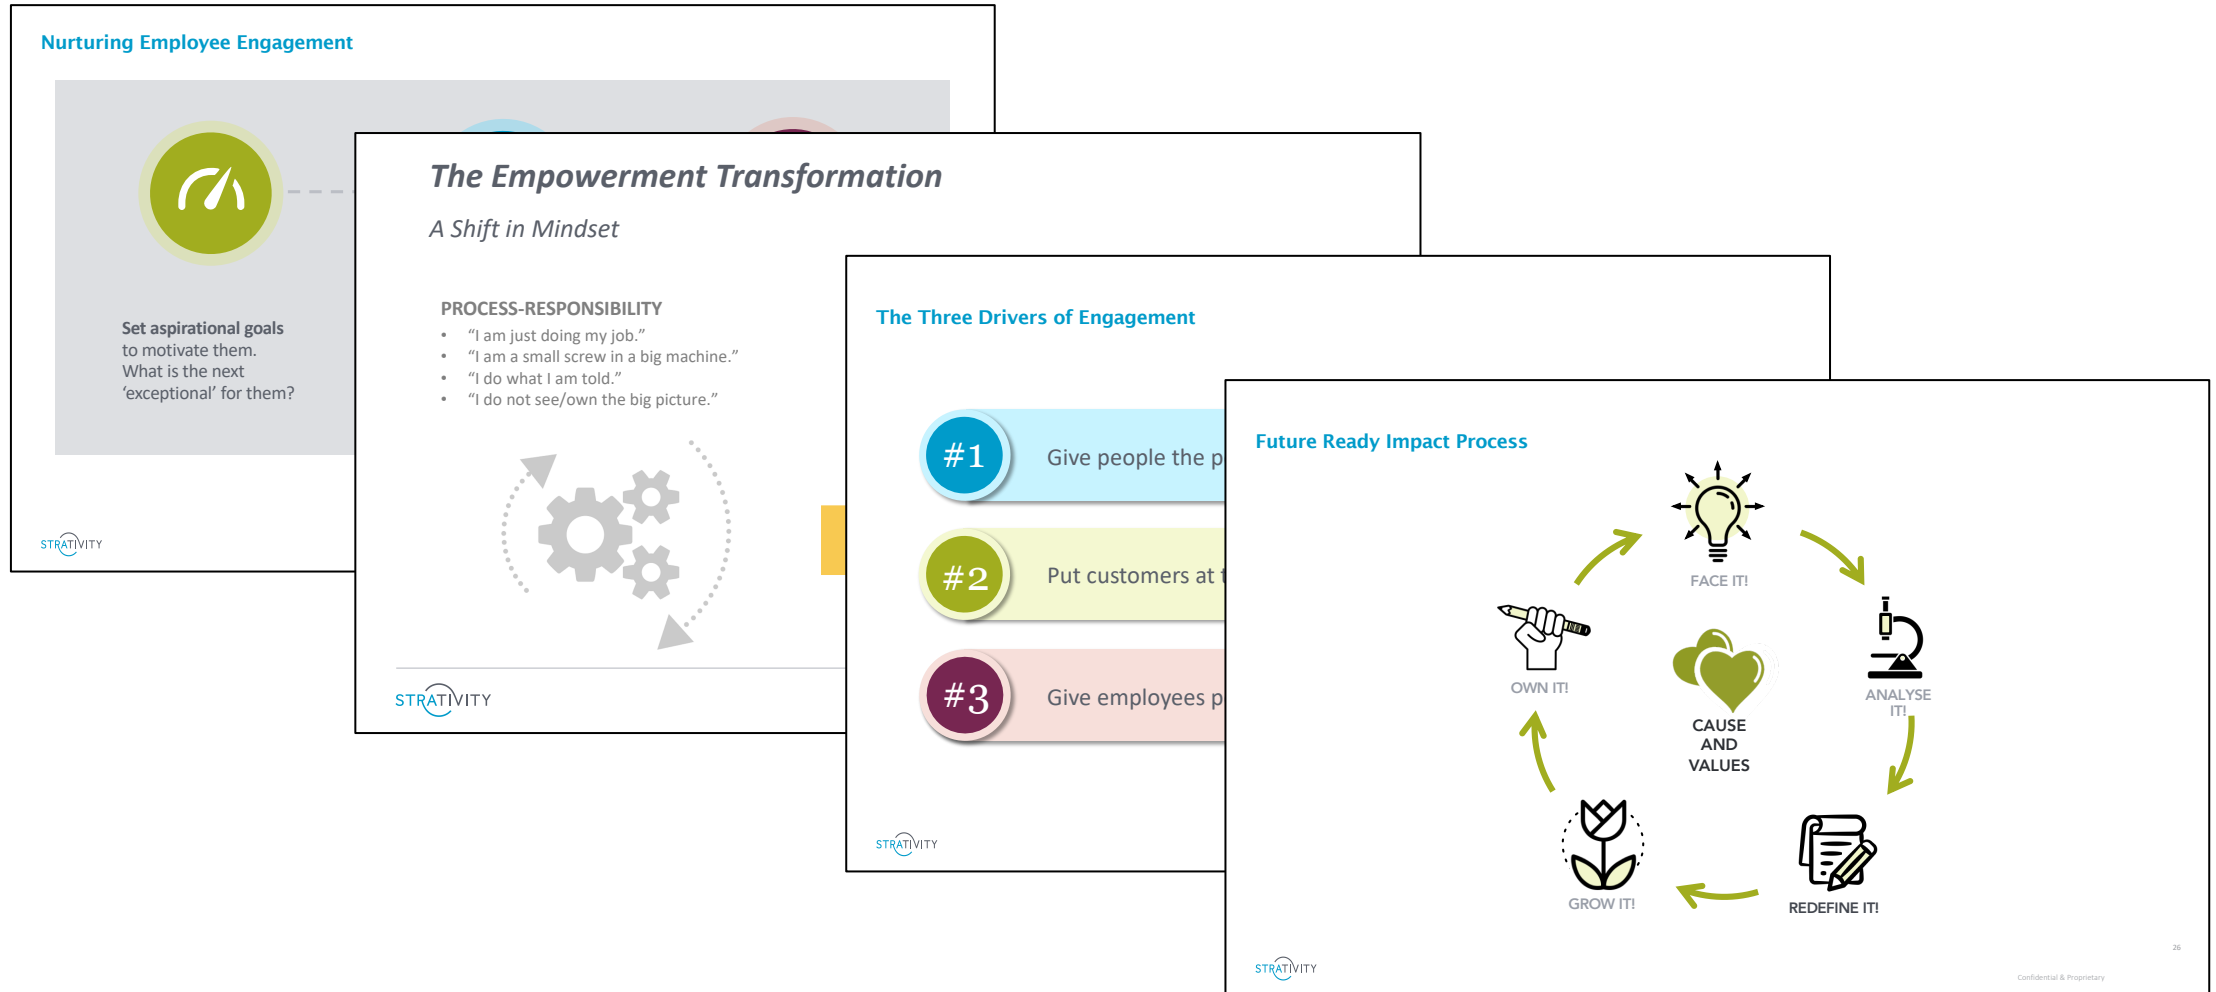 Nurturing Employee Engagement
Set aspirational goals
to motivate them.
What is the next
‘exceptional’ for them?
STRATIVITY
The Empowerment Transformation
A Shift in Mindset
PROCESS-RESPONSIBILITY
• “I am just doing my job.”
• “I am a small screw in a big machine.”
• “I do what I am told.”
• “I do not see/own the big picture.”
STRATIVITY
The Three Drivers of Engagement
#1 Give people the
#2 Put customers at
#3 Give employees
STRATIVITY
Future Ready Impact Process
FACE IT!
ANALYSE
IT!
REDEFINE IT!
GROW IT!
OWN IT!
CAUSE
AND
VALUES
STRATIVITY
26
Confidential & Proprietary